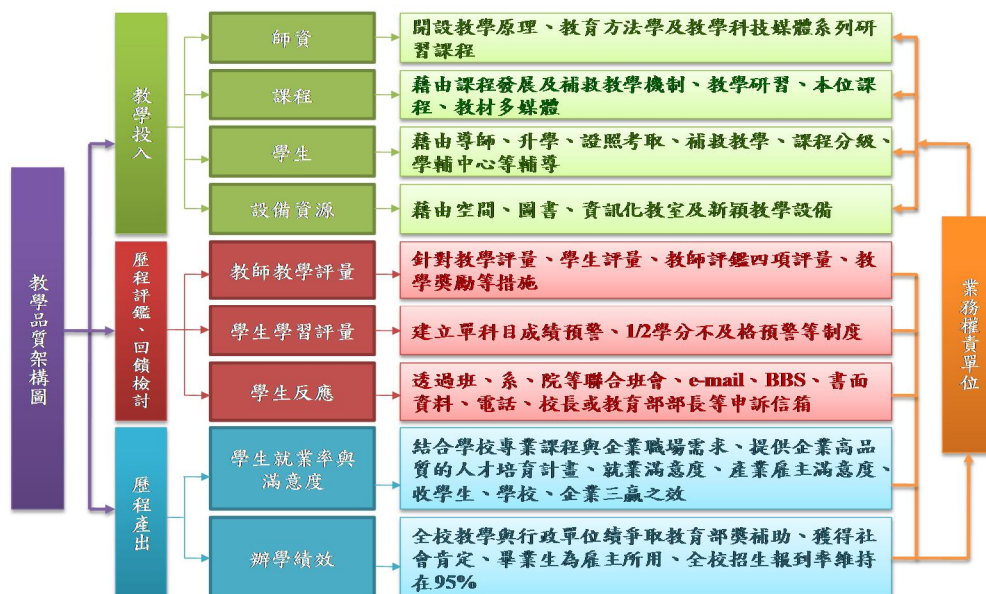 教學品質架構圖
教學投入
師資
開設教學原理、教育方法學及教學科技媒體系列研
習課程
課程
藉由課程發展及補救教學機制、教學研習、本位課
程、教材多媒體
學生
藉由導師、升學、證照考取、補救教學、課程分級、
學輔中心等輔導
設備資源
藉由空間、圖書、資訊化教室及新穎教學設備
歷程評鑑、回饋檢討
教師教學評量
針對教學評量、學生評量、教師評鑑四項評量、教
學獎勵等措施
學生學習評量
建立單科目成績預警、1/2學分不及格預警等制度
學生反應
透過班、系、院等聯合班會、e-mail、BBS、書面
資料、電話、校長或教育部部長等申訴信箱
歷程產出
學生就業率與
滿意度
結合學校專業課程與企業職場需求、提供企業高品
質的人才培育計畫、就業滿意度、產業雇主滿意度、
收學生、學校、企業三贏之效
辦學績效
全校教學與行政單位績爭取教育部獎補助、獲得社
會肯定、畢業生為雇主所用、全校招生報到率維持
在95%
業務權責單位